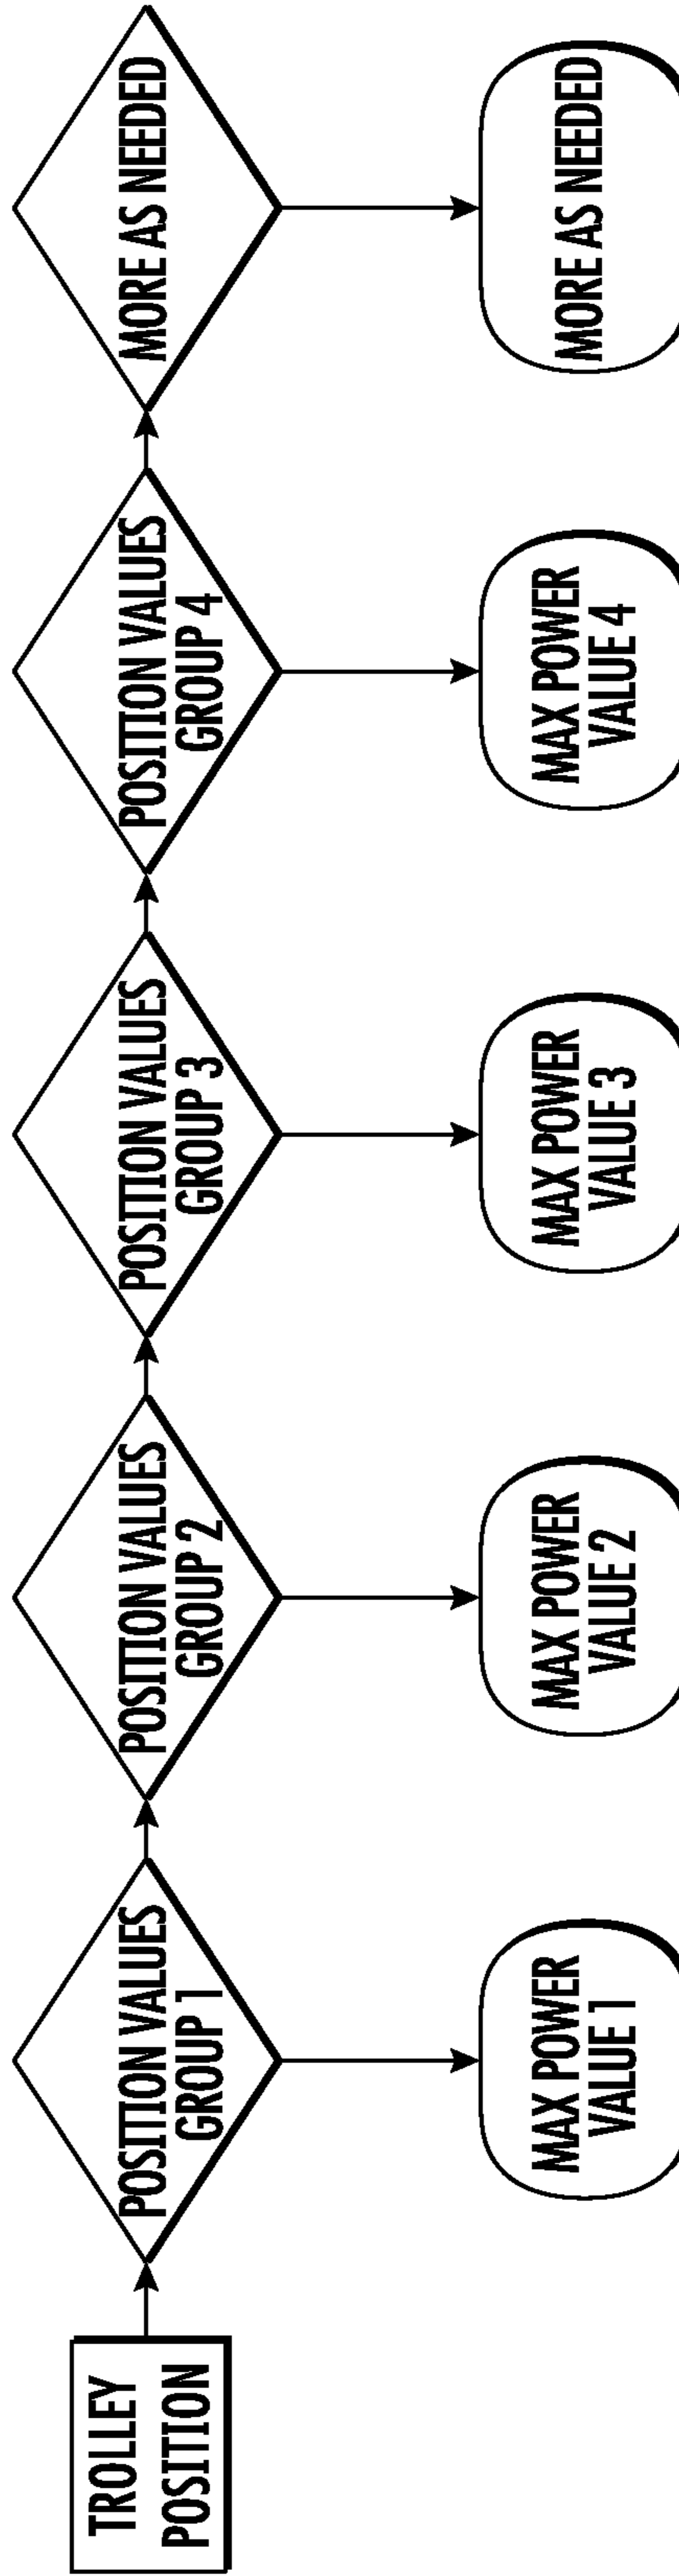 TROLLEY
POSITION
POSITION VALUES
GROUP 1
POSITION VALUES
GROUP 2
POSITION VALUES
GROUP 3
POSITION VALUES
GROUP 4
MORE AS NEEDED
MAX POWER
VALUE 1
MAX POWER
VALUE 2
MAX POWER
VALUE 3
MAX POWER
VALUE 4
MORE AS NEEDED